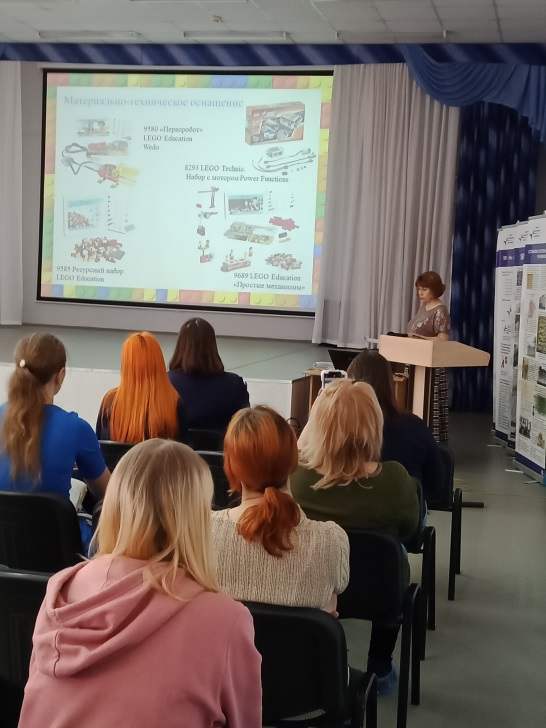 Материально-техническое оснащение
9580 «Перворобот»
LEGO Education
Wedo
8293 LEGO Technic.
Набор с мотором Power Functions
9585 Ресурсный набор
LEGO Education
9689 LEGO Education
«Простые механизмы»